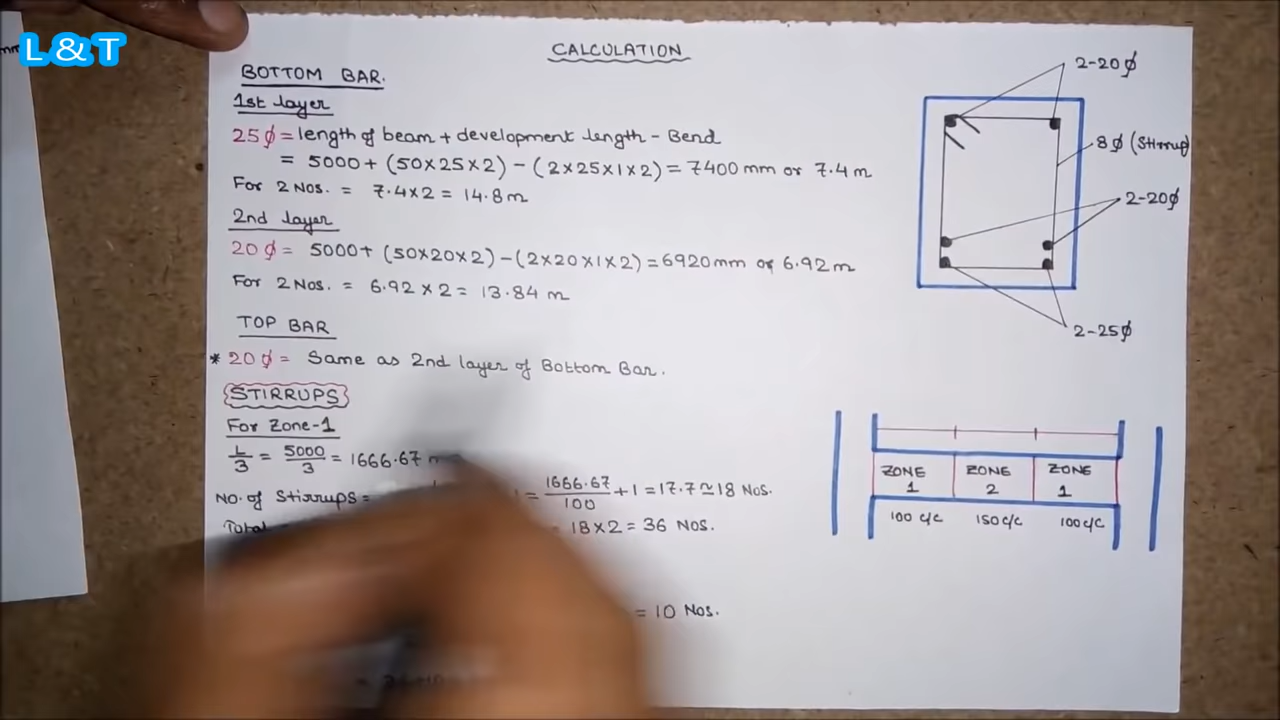 L&T
CALCULATION
BOTTOM BAR.
1st layer
25ϕ = length of beam + development length - Bend
= 5000 + (50×25×2) - (2×25×1×2) = 7400 mm or 7.4 m
For 2 Nos. = 7.4×2 = 14.8 m
2nd layer
20ϕ = 5000+ (50×20×2) - (2×20×1×2) = 6920mm or 6.92 m
For 2 Nos. = 6.92 × 2 = 13.84 m
TOP BAR
* 20ϕ = Same as 2nd layer of Bottom Bar.
STIRRUPS
For Zone-1
L/3 = 5000/3 = 1666.67
No. of Stirrups = = 1666.67/100 + 1 = 17.7 ≃ 18 Nos.
Total = 18×2 = 36 Nos.
= 10 Nos.
2-20ϕ
8ϕ (Stirrup)
2-20ϕ
2-25ϕ
ZONE 1 ZONE 2 ZONE 1
100 c/c 150 c/c 100 c/c